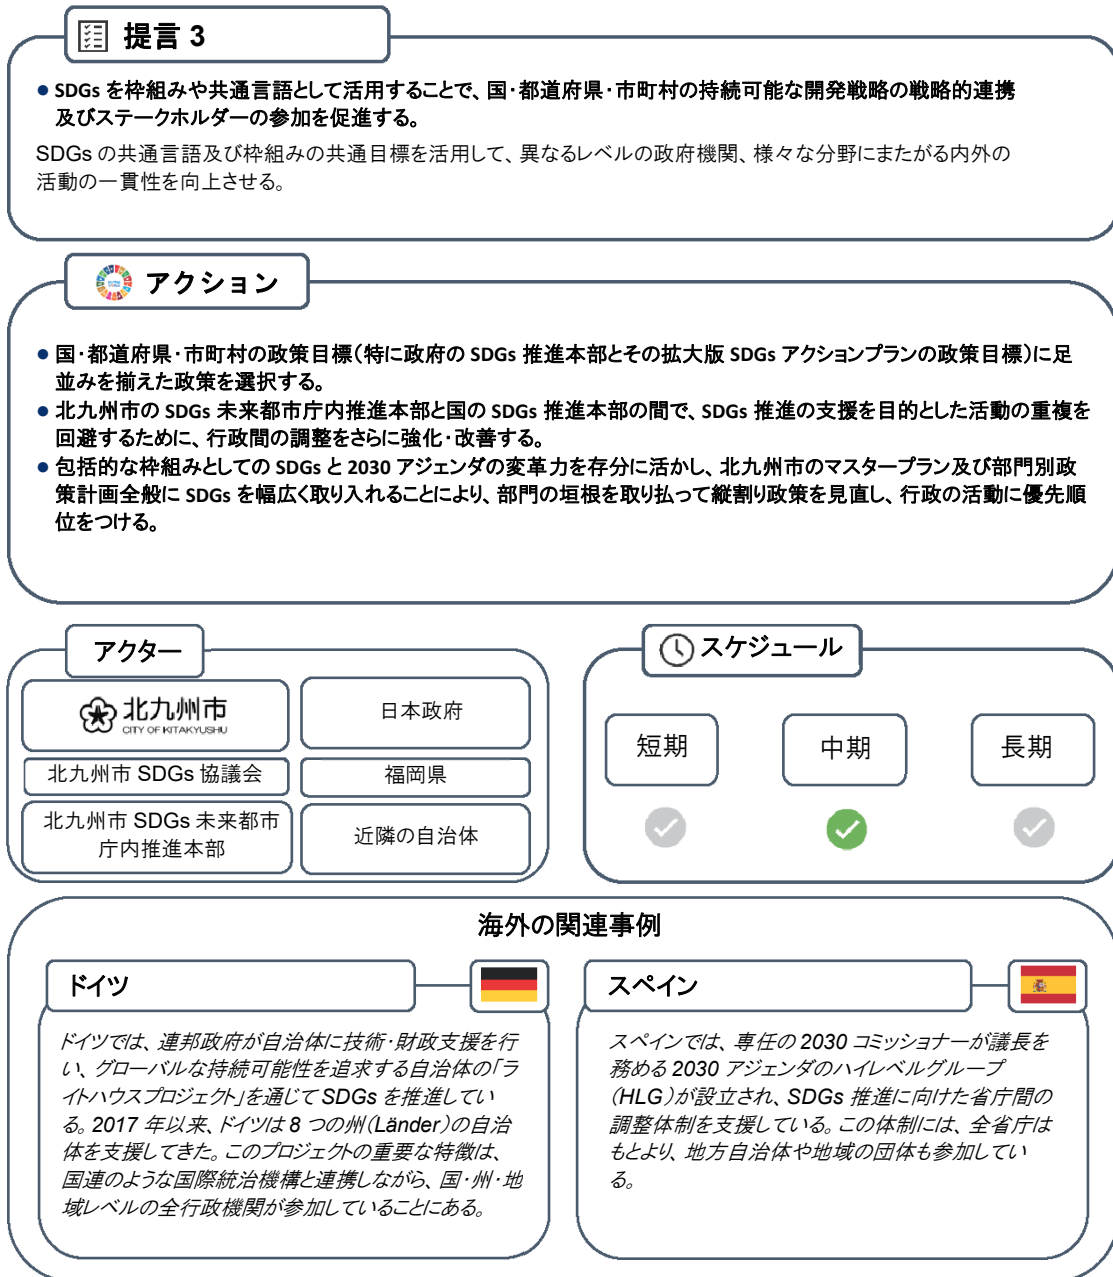 提言 3
● SDGs を枠組みや共通言語として活用することで、国・都道府県・市町村の持続可能な開発戦略の戦略的連携
及びステークホルダーの参加を促進する。
SDGs の共通言語及び枠組みの共通目標を活用して、異なるレベルの政府機関、様々な分野にまたがる内外の
活動の一貫性を向上させる。
アクション
● 国・都道府県・市町村の政策目標（特に政府の SDGs 推進本部とその拡大版 SDGs アクションプランの政策目標）に足
並みを揃えた政策を選択する。
● 北九州市の SDGs 未来都市庁内推進本部と国の SDGs 推進本部の間で、SDGs 推進の支援を目的とした活動の重複を
回避するために、行政間の調整をさらに強化・改善する。
● 包括的な枠組みとしての SDGs と 2030 アジェンダの変革力を存分に活かし、北九州市のマスタープラン及び部門別政
策計画全般に SDGs を幅広く取り入れることにより、部門の垣根を取り払って縦割り政策を見直し、行政の活動に優先順
位をつける。
アクター
北九州市
CITY OF KITAKYUSHU
日本政府
北九州市 SDGs 協議会
福岡県
北九州市 SDGs 未来都市
庁内推進本部
近隣の自治体
スケジュール
短期
中期
長期
海外の関連事例
ドイツ
ドイツでは、連邦政府が自治体に技術・財政支援を行
い、グローバルな持続可能性を追求する自治体の「ラ
イトハウスプロジェクト」を通じて SDGs を推進してい
る。2017 年以来、ドイツは 8 つの州（Länder）の自治
体を支援してきた。このプロジェクトの重要な特徴は、
国連のような国際統治機構と連携しながら、国・州・地
域レベルの全行政機関が参加していることにある。
スペイン
スペインでは、専任の 2030 コミッショナーが議長を
務める 2030 アジェンダのハイレベルグループ
（HLG）が設立され、SDGs 推進に向けた省庁間の
調整体制を支援している。この体制には、全省庁は
もとより、地方自治体や地域の団体も参加してい
る。